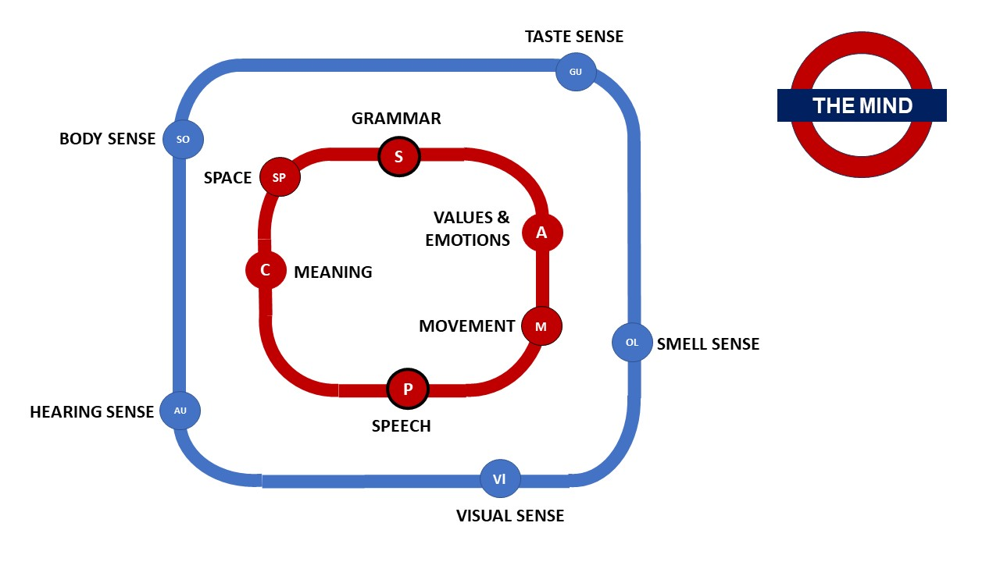 TASTE SENSE
GU
THE MIND
GRAMMAR
BODY SENSE
SO
S
SPACE
SP
VALUES &
EMOTIONS
A
C
MEANING
MOVEMENT
M
OL
SMELL SENSE
P
HEARING SENSE
AU
SPEECH
VI
VISUAL SENSE